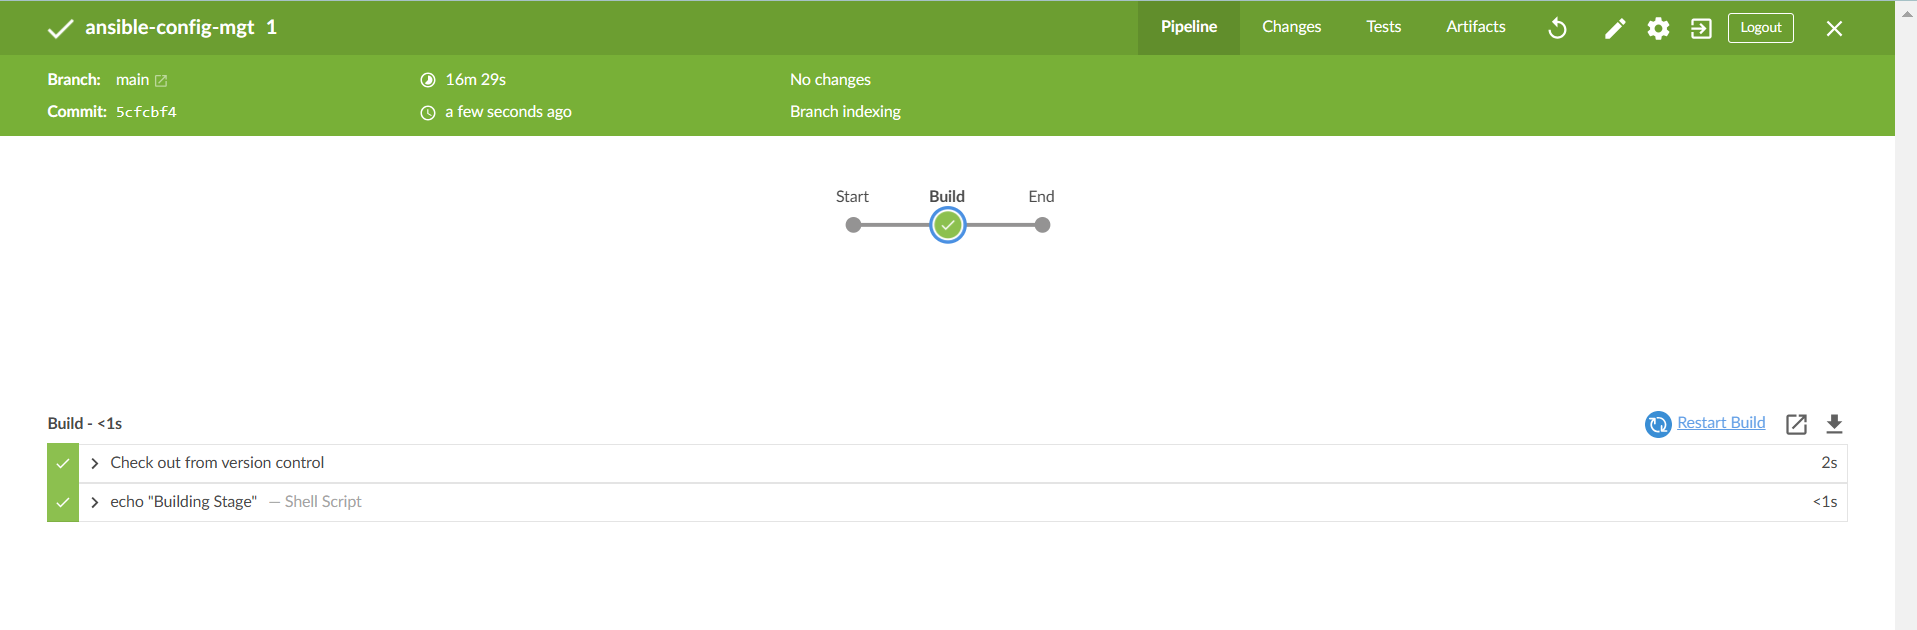 ansible-config-mgt 1
Pipeline Changes Tests Artifacts Logout
Branch: main 16m 29s No changes
Commit: 5cfcbf4 a few seconds ago Branch indexing
Start Build End
Build - <1s Restart Build
Check out from version control 2s
echo "Building Stage" — Shell Script <1s